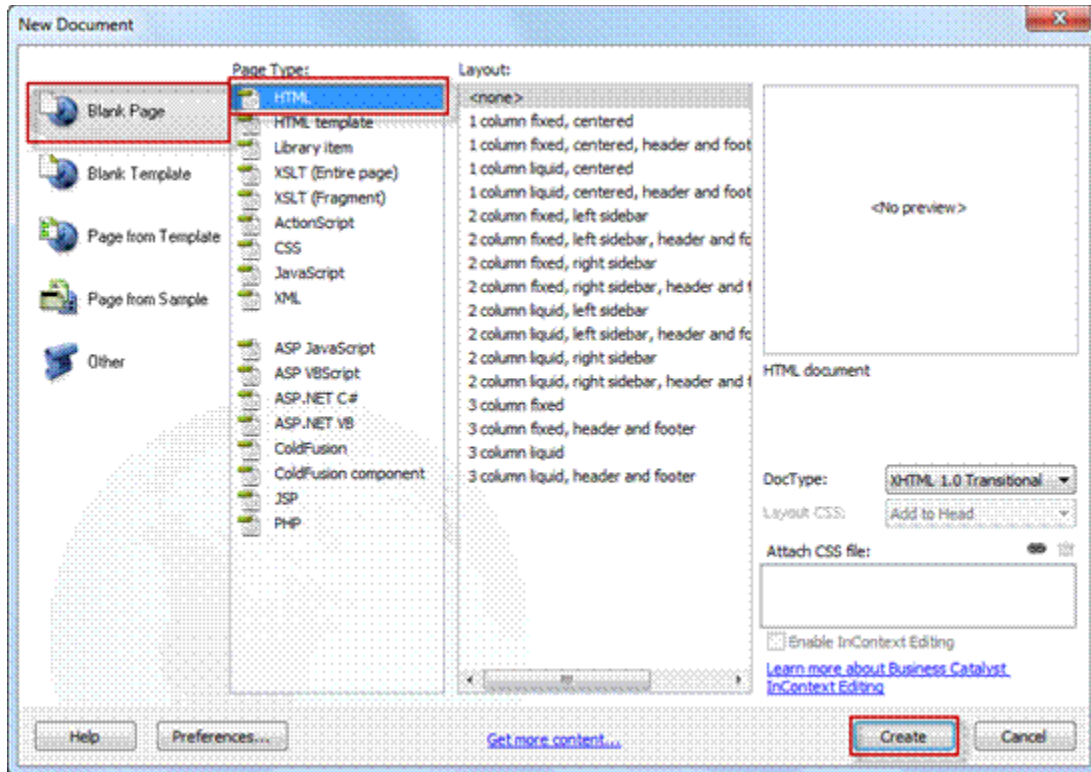 New Document
Blank Page
Blank Template
Page from Template
Page from Sample
Other
Page Type:
HTML
HTML template
Library item
XSLT (Entire page)
XSLT (Fragment)
ActionScript
CSS
JavaScript
XML
ASP JavaScript
ASP VBScript
ASP.NET C#
ASP.NET VB
ColdFusion
ColdFusion component
JSP
PHP
Layout:
<none>
1 column fixed, centered
1 column fixed, centered, header and foot
1 column liquid, centered
1 column liquid, centered, header and foot
2 column fixed, left sidebar
2 column fixed, left sidebar, header and fo
2 column fixed, right sidebar
2 column fixed, right sidebar, header and f
2 column liquid, left sidebar
2 column liquid, left sidebar, header and fo
2 column liquid, right sidebar
2 column liquid, right sidebar, header and f
3 column fixed
3 column fixed, header and footer
3 column liquid
3 column liquid, header and footer
<No preview>
HTML document
DocType:
XHTML 1.0 Transitional
Layout CSS:
Add to Head
Attach CSS file:
Enable InContext Editing
Learn more about Business Catalyst
InContext Editing
Help
Preferences...
Get more content...
Create
Cancel